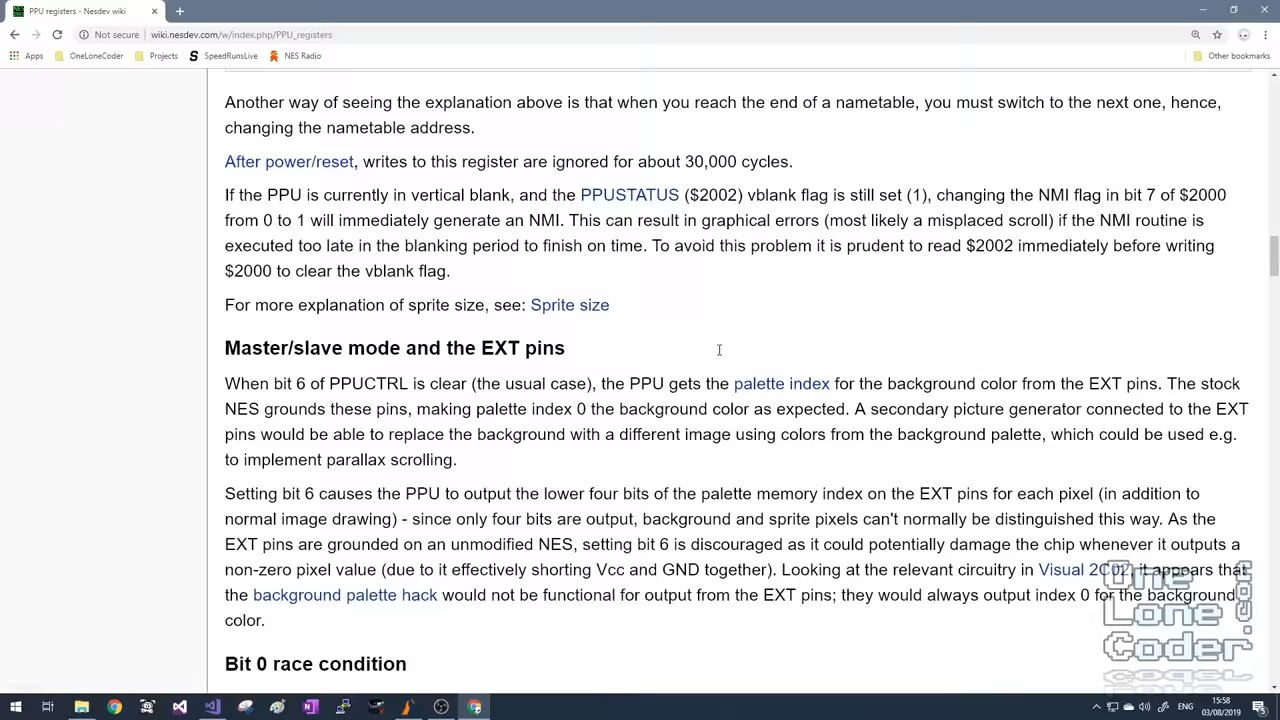 PPU registers - Nesdev wiki
Not secure | wiki.nesdev.com/w/index.php/PPU_registers
Apps OneLoneCoder Projects SpeedRunsLive NES Radio Other bookmarks
Another way of seeing the explanation above is that when you reach the end of a nametable, you must switch to the next one, hence,
changing the nametable address.
After power/reset, writes to this register are ignored for about 30,000 cycles.
If the PPU is currently in vertical blank, and the PPUSTATUS ($2002) vblank flag is still set (1), changing the NMI flag in bit 7 of $2000
from 0 to 1 will immediately generate an NMI. This can result in graphical errors (most likely a misplaced scroll) if the NMI routine is
executed too late in the blanking period to finish on time. To avoid this problem it is prudent to read $2002 immediately before writing
$2000 to clear the vblank flag.
For more explanation of sprite size, see: Sprite size
Master/slave mode and the EXT pins
When bit 6 of PPUCTRL is clear (the usual case), the PPU gets the palette index for the background color from the EXT pins. The stock
NES grounds these pins, making palette index 0 the background color as expected. A secondary picture generator connected to the EXT
pins would be able to replace the background with a different image using colors from the background palette, which could be used e.g.
to implement parallax scrolling.
Setting bit 6 causes the PPU to output the lower four bits of the palette memory index on the EXT pins for each pixel (in addition to
normal image drawing) - since only four bits are output, background and sprite pixels can't normally be distinguished this way. As the
EXT pins are grounded on an unmodified NES, setting bit 6 is discouraged as it could potentially damage the chip whenever it outputs a
non-zero pixel value (due to it effectively shorting Vcc and GND together). Looking at the relevant circuitry in Visual 2C02, it appears that
the background palette hack would not be functional for output from the EXT pins; they would always output index 0 for the background
color.
Bit 0 race condition
One
Lone
Coder
.com
ENG
15:58
03/08/2019